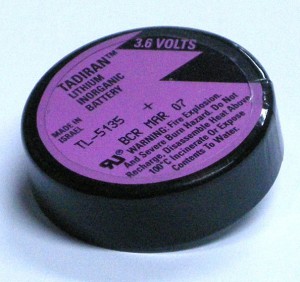 3.6 VOLTS
TADIRAN™
LITHIUM
INORGANIC
BATTERY
MADE IN
ISRAEL
TL-5135 +
BCR MAR 07
WARNING: Fire Explosion,
And Severe Burn Hazard. Do Not
Recharge, Disassemble Heat Above
100°C Incinerate Or Expose
Contents To Water.